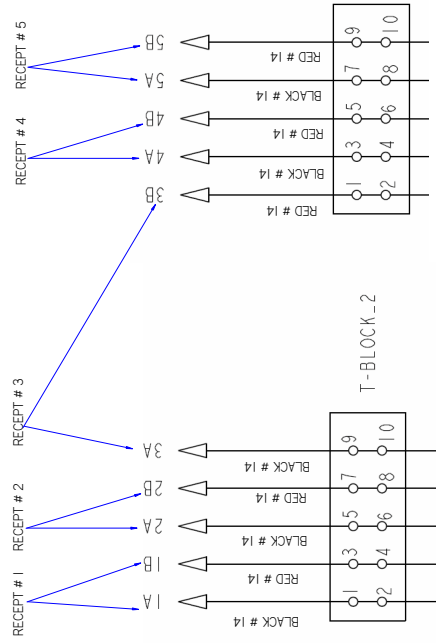 RECEPT # 5
5B
RED # 14
9
10
5A
BLACK # 14
7
8
RECEPT # 4
4B
RED # 14
5
6
4A
BLACK # 14
3
4
3B
RED # 14
1
2
T-BLOCK_2
RECEPT # 3
3A
BLACK # 14
9
10
RECEPT # 2
2B
RED # 14
7
8
2A
BLACK # 14
5
6
RECEPT # 1
1B
RED # 14
3
4
1A
BLACK # 14
1
2